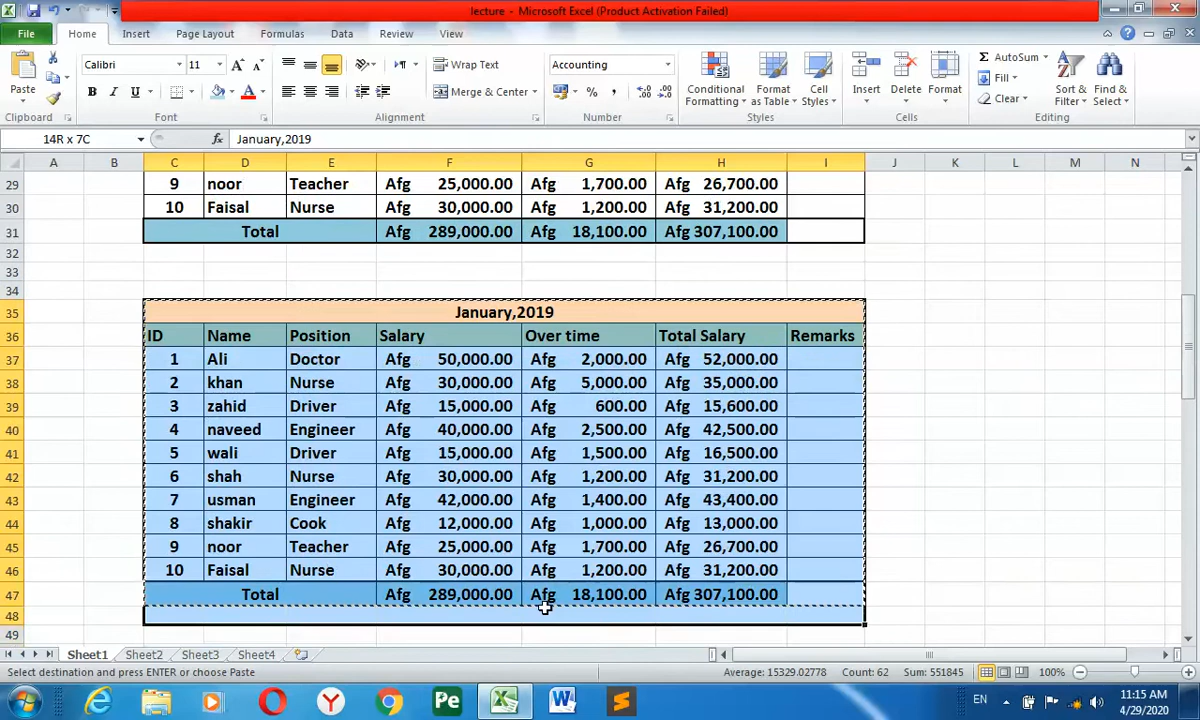 lecture - Microsoft Excel (Product Activation Failed)
File Home Insert Page Layout Formulas Data Review View
Paste
Calibri 11
Wrap Text
Merge & Center
Accounting
Conditional Formatting
Format as Table
Cell Styles
Insert
Delete
Format
AutoSum
Fill
Clear
Sort & Filter
Find & Select
Clipboard Font Alignment Number Styles Cells Editing
14R x 7C fx January,2019
A B C D E F G H I J K L M N
29 9 noor Teacher Afg 25,000.00 Afg 1,700.00 Afg 26,700.00
30 10 Faisal Nurse Afg 30,000.00 Afg 1,200.00 Afg 31,200.00
31 Total Afg 289,000.00 Afg 18,100.00 Afg 307,100.00
32
33
34
35 January,2019
36 ID Name Position Salary Over time Total Salary Remarks
37 1 Ali Doctor Afg 50,000.00 Afg 2,000.00 Afg 52,000.00
38 2 khan Nurse Afg 30,000.00 Afg 5,000.00 Afg 35,000.00
39 3 zahid Driver Afg 15,000.00 Afg 600.00 Afg 15,600.00
40 4 naveed Engineer Afg 40,000.00 Afg 2,500.00 Afg 42,500.00
41 5 wali Driver Afg 15,000.00 Afg 1,500.00 Afg 16,500.00
42 6 shah Nurse Afg 30,000.00 Afg 1,200.00 Afg 31,200.00
43 7 usman Engineer Afg 42,000.00 Afg 1,400.00 Afg 43,400.00
44 8 shakir Cook Afg 12,000.00 Afg 1,000.00 Afg 13,000.00
45 9 noor Teacher Afg 25,000.00 Afg 1,700.00 Afg 26,700.00
46 10 Faisal Nurse Afg 30,000.00 Afg 1,200.00 Afg 31,200.00
47 Total Afg 289,000.00 Afg 18,100.00 Afg 307,100.00
48
49
Sheet1 Sheet2 Sheet3 Sheet4
Select destination and press ENTER or choose Paste Average: 15329.02778 Count: 62 Sum: 551845 100%
EN 11:15 AM
4/29/2020